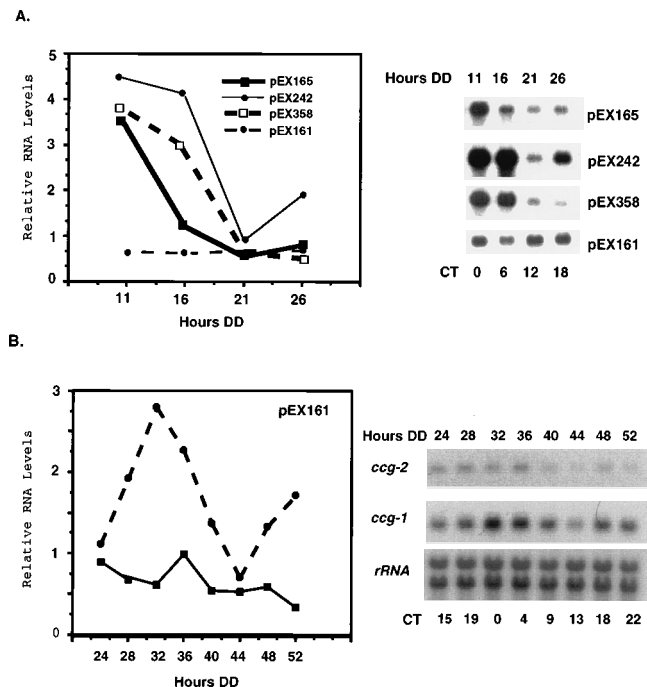 A.
Relative RNA Levels
5
4
3
2
1
0
pEX165
pEX242
pEX358
pEX161
11 16 21 26
Hours DD
Hours DD 11 16 21 26
pEX165
pEX242
pEX358
pEX161
CT 0 6 12 18
B.
Relative RNA Levels
3
2
1
0
pEX161
24 28 32 36 40 44 48 52
Hours DD
Hours DD 24 28 32 36 40 44 48 52
ccg-2
ccg-1
rRNA
CT 15 19 0 4 9 13 18 22